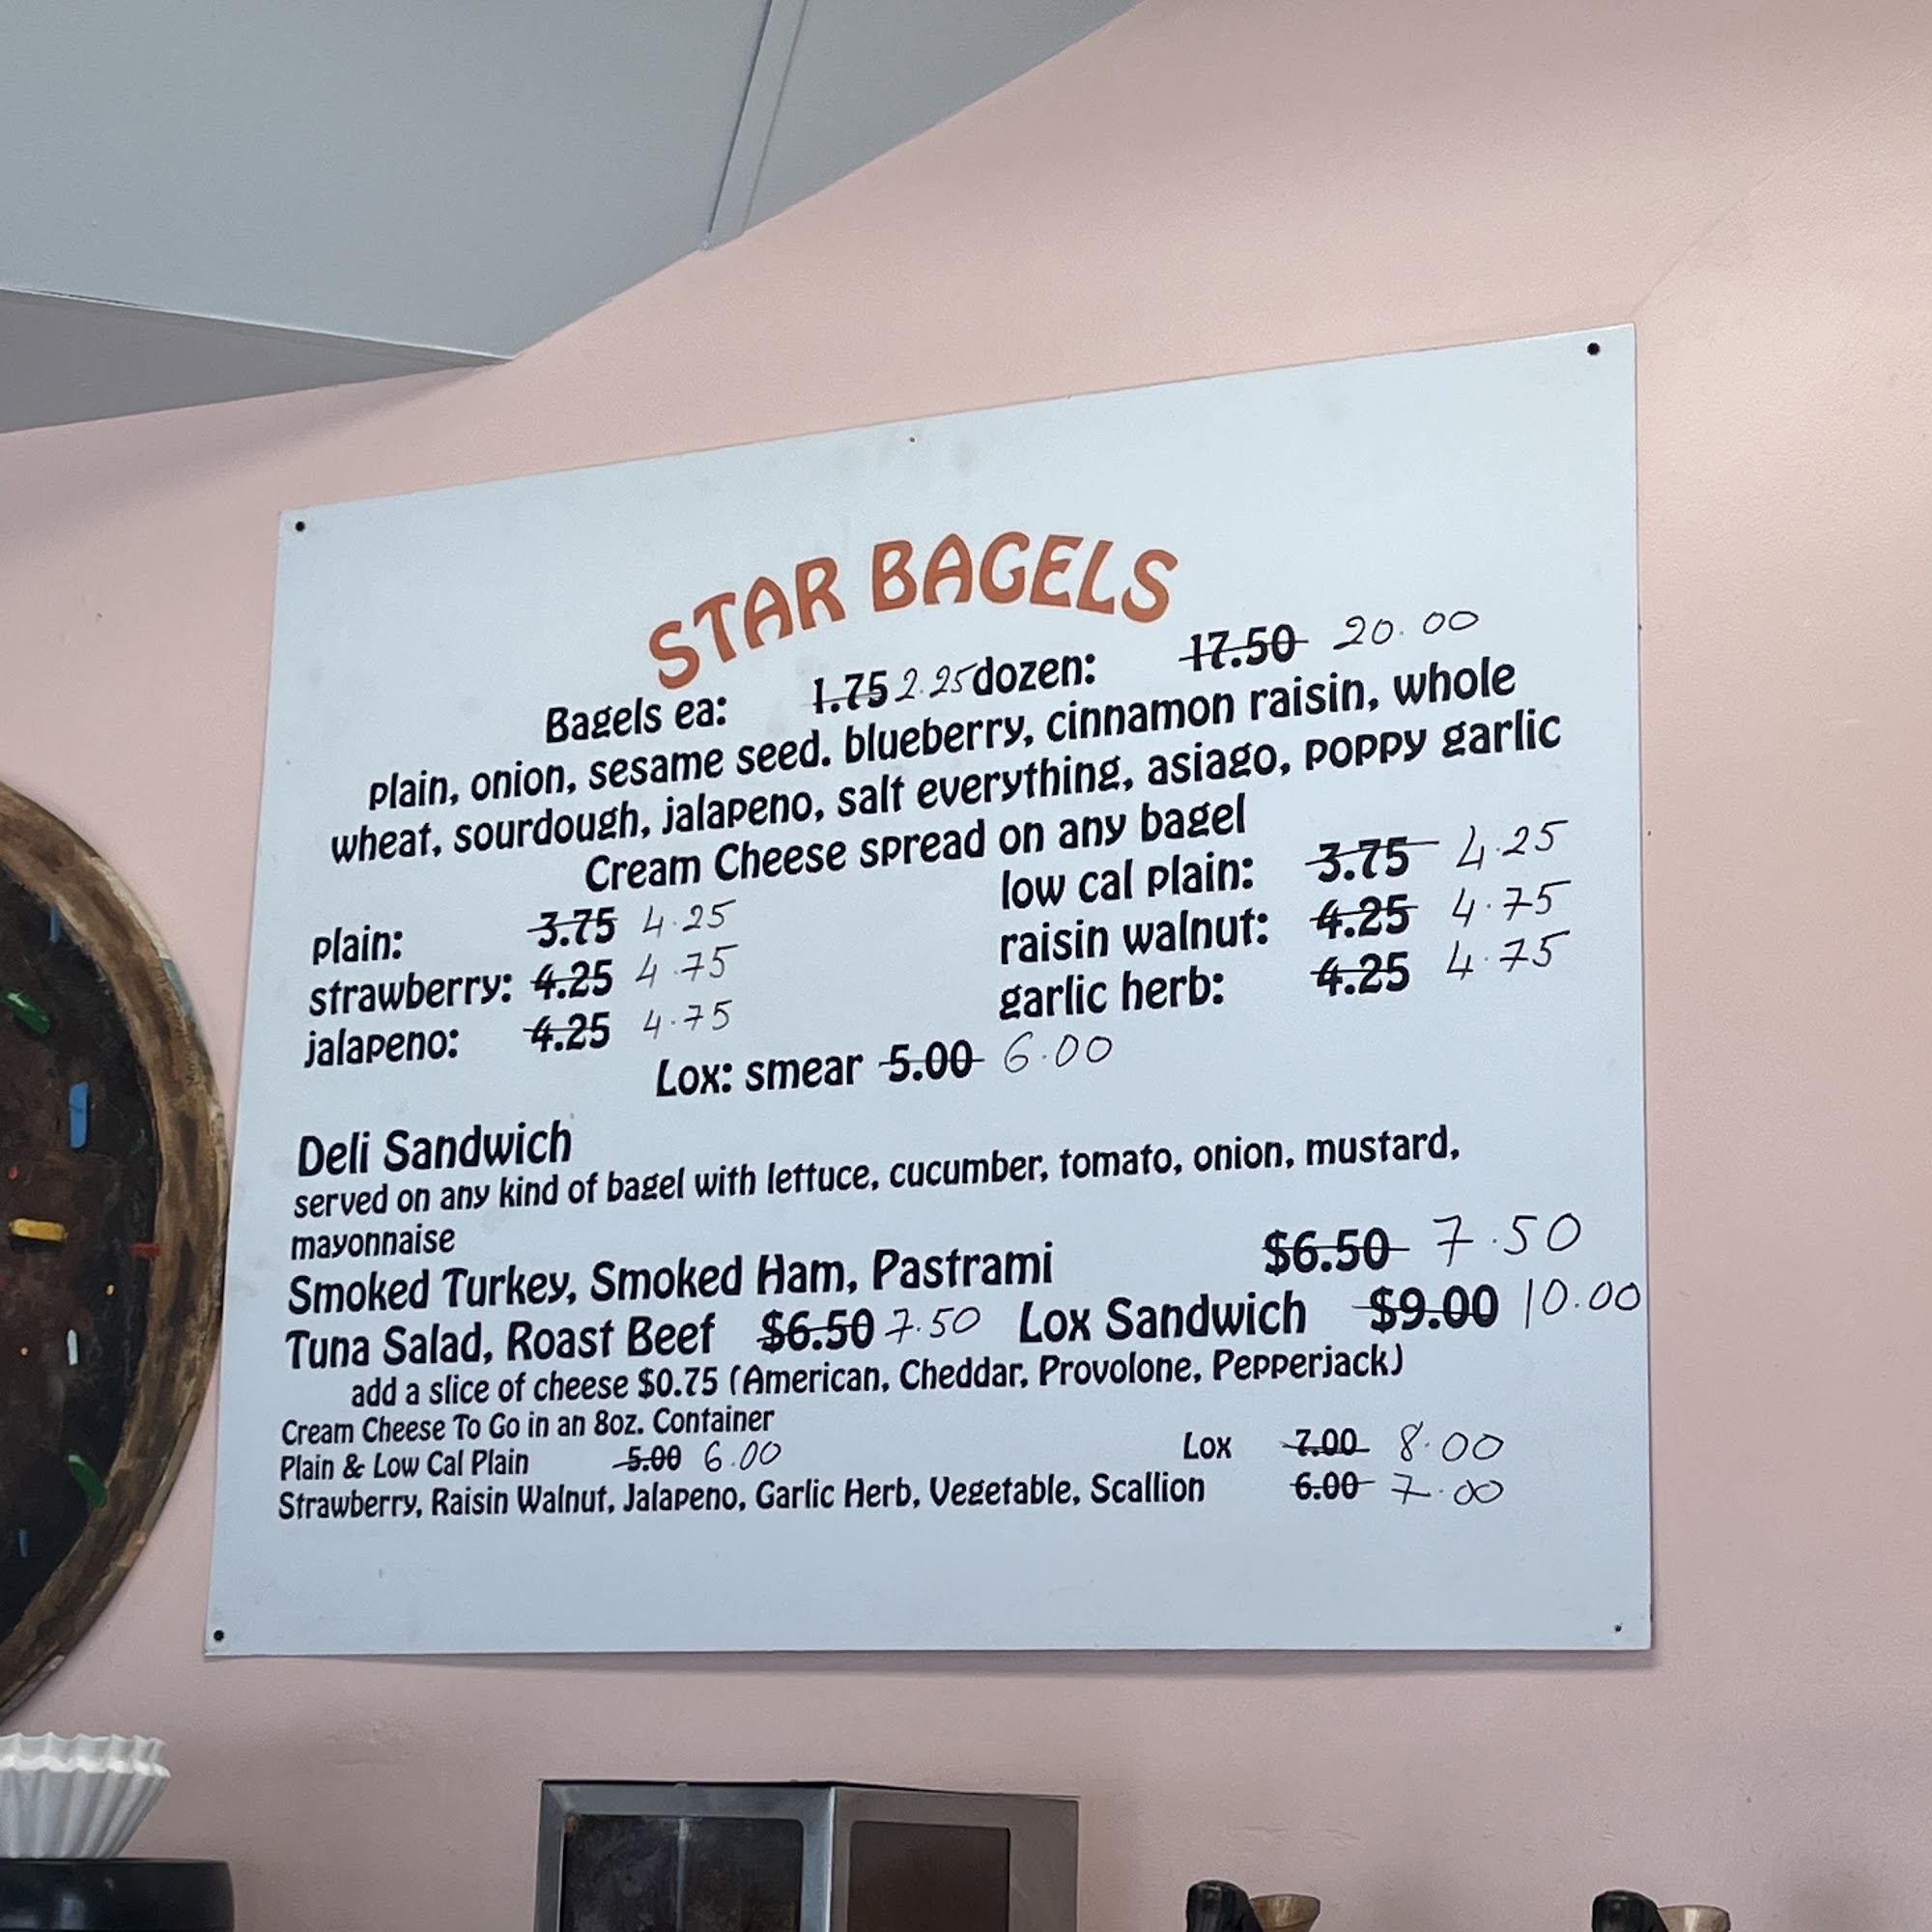 STAR BAGELS
Bagels ea: 1.75 2.25 dozen: 17.50 20.00
plain, onion, sesame seed. blueberry, cinnamon raisin, whole
wheat, sourdough, jalapeno, salt everything, asiago, poppy garlic
Cream Cheese spread on any bagel
plain: 3.75 4.25 low cal plain: 3.75 4.25
strawberry: 4.25 4.75 raisin walnut: 4.25 4.75
jalapeno: 4.25 4.75 garlic herb: 4.25 4.75
Lox: smear 5.00 6.00
Deli Sandwich
served on any kind of bagel with lettuce, cucumber, tomato, onion, mustard,
mayonnaise
Smoked Turkey, Smoked Ham, Pastrami $6.50 7.50
Tuna Salad, Roast Beef $6.50 7.50 Lox Sandwich $9.00 10.00
add a slice of cheese $0.75 (American, Cheddar, Provolone, Pepperjack)
Cream Cheese To Go in an 8oz. Container
Plain & Low Cal Plain 5.00 6.00 Lox 7.00 8.00
Strawberry, Raisin Walnut, Jalapeno, Garlic Herb, Vegetable, Scallion 6.00 7.00